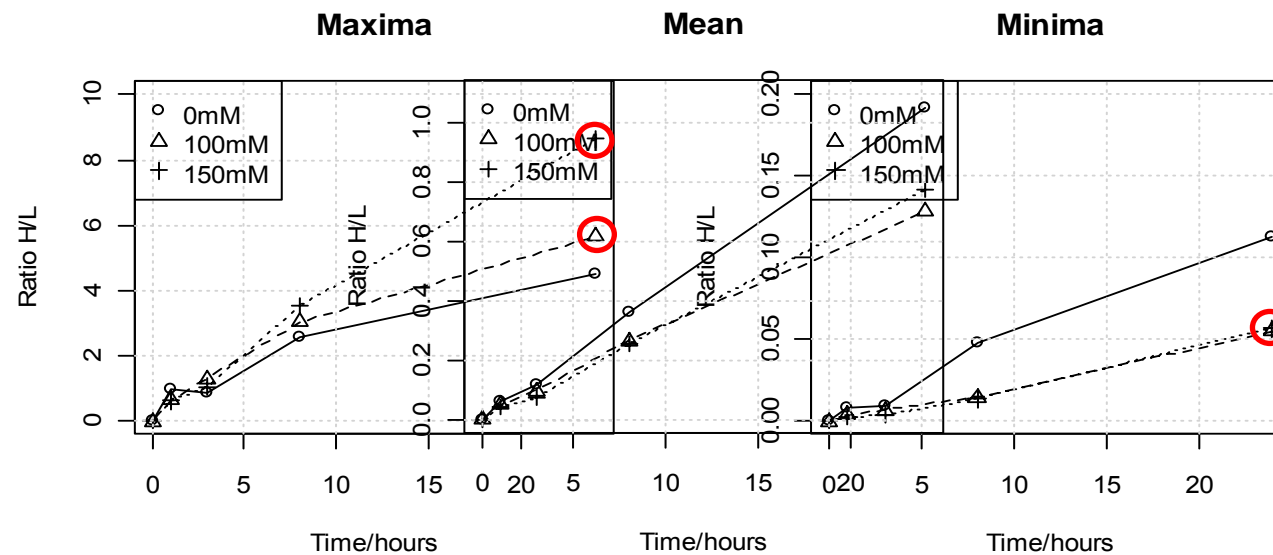 Maxima
Ratio H/L
0 2 4 6 8 10
0mM
100mM
150mM
0 5 10 15 20
Time/hours
Mean
Ratio H/L
0.0 0.2 0.4 0.6 0.8 1.0
0mM
100mM
150mM
0 5 10 15 20
Time/hours
Minima
Ratio H/L
0.00 0.05 0.10 0.15 0.20
0mM
100mM
150mM
0 5 10 15 20
Time/hours